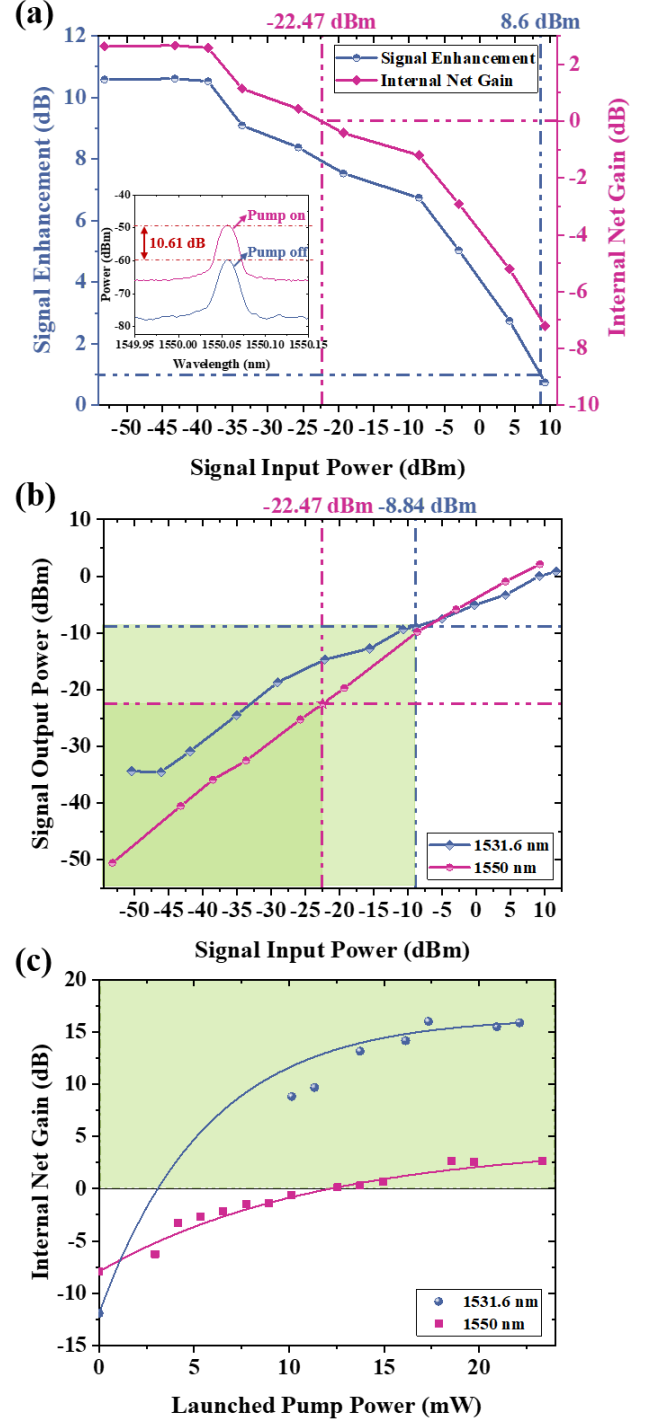 (a)
-22.47 dBm
8.6 dBm
Signal Enhancement
Internal Net Gain
12
10
8
6
4
2
0
Signal Enhancement (dB)
2
0
-2
-4
-6
-8
-10
Internal Net Gain (dB)
-40
-50
-60
-70
-80
Power (dBm)
10.61 dB
Pump on
Pump off
1549.95 1550.00 1550.05 1550.10 1550.15
Wavelength (nm)
-50 -45 -40 -35 -30 -25 -20 -15 -10 -5 0 5 10
Signal Input Power (dBm)
(b)
-22.47 dBm
-8.84 dBm
10
0
-10
-20
-30
-40
-50
Signal Output Power (dBm)
1531.6 nm
1550 nm
-50 -45 -40 -35 -30 -25 -20 -15 -10 -5 0 5 10
Signal Input Power (dBm)
(c)
20
15
10
5
0
-5
-10
-15
Internal Net Gain (dB)
1531.6 nm
1550 nm
0 5 10 15 20
Launched Pump Power (mW)